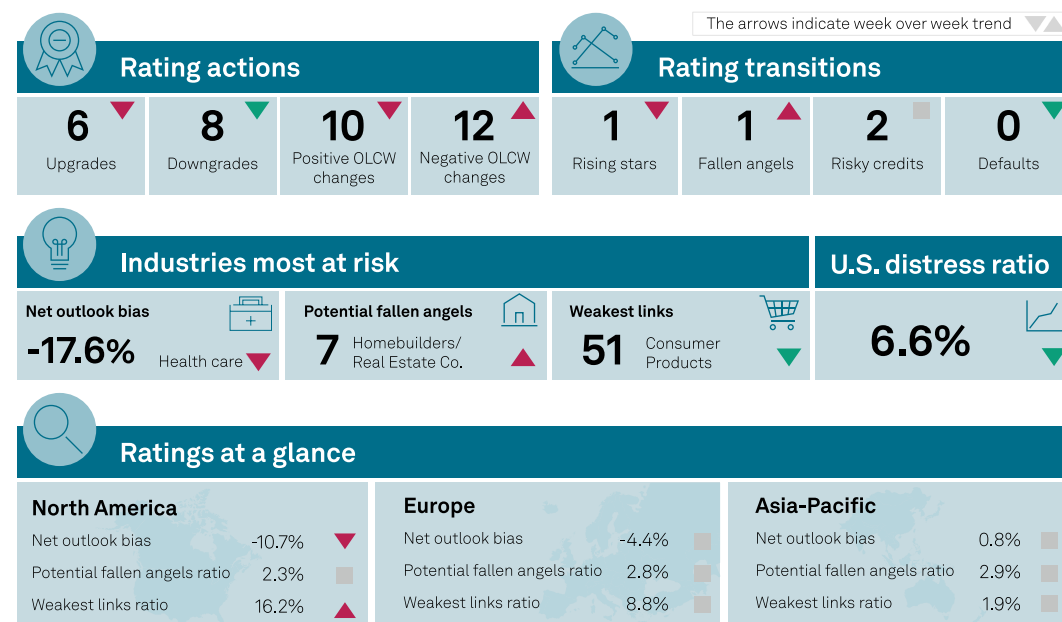 The arrows indicate week over week trend
Rating actions
Rating transitions
6
Upgrades
8
Downgrades
10
Positive OLCW
changes
12
Negative OLCW
changes
1
Rising stars
1
Fallen angels
2
Risky credits
0
Defaults
Industries most at risk
U.S. distress ratio
Net outlook bias
-17.6%
Health care
Potential fallen angels
7
Homebuilders/
Real Estate Co.
Weakest links
51
Consumer
Products
6.6%
Ratings at a glance
North America
Net outlook bias -10.7%
Potential fallen angels ratio 2.3%
Weakest links ratio 16.2%
Europe
Net outlook bias -4.4%
Potential fallen angels ratio 2.8%
Weakest links ratio 8.8%
Asia-Pacific
Net outlook bias 0.8%
Potential fallen angels ratio 2.9%
Weakest links ratio 1.9%